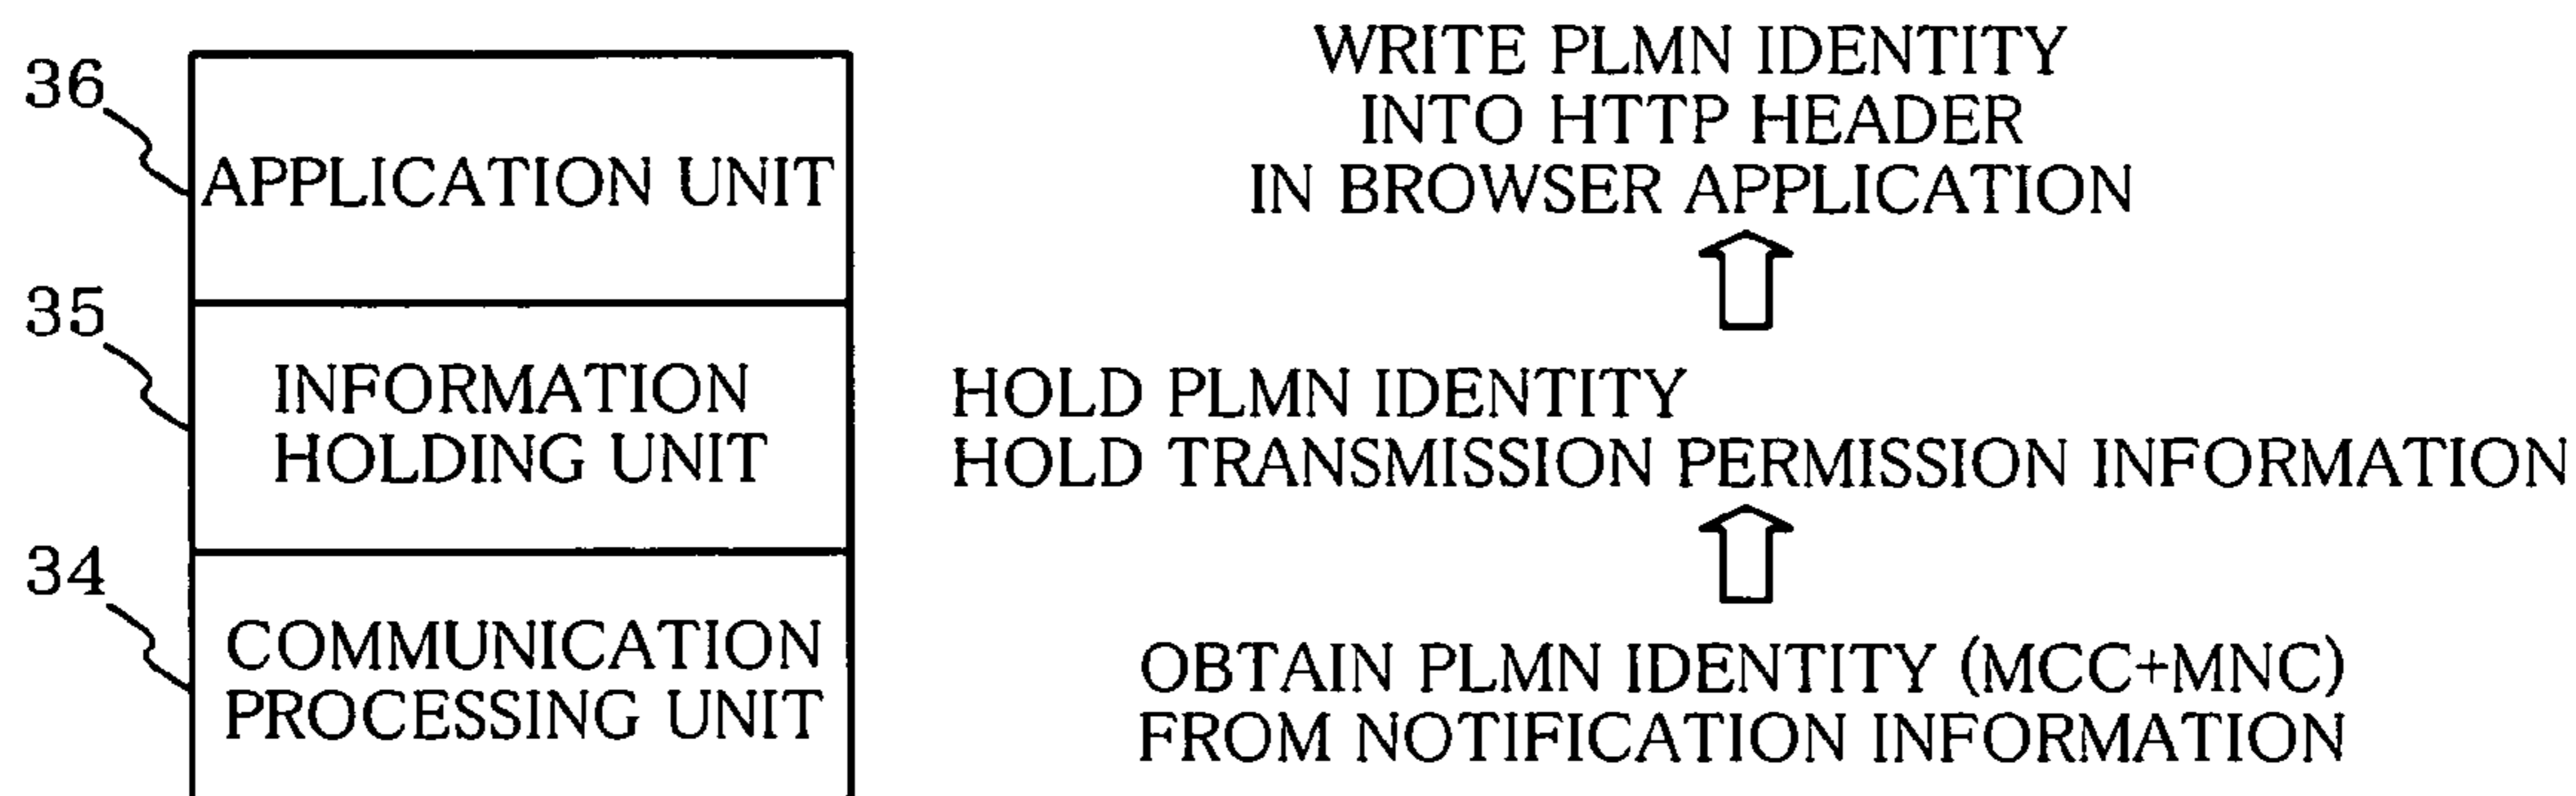 36
APPLICATION UNIT
WRITE PLMN IDENTITY
INTO HTTP HEADER
IN BROWSER APPLICATION
35
INFORMATION
HOLDING UNIT
HOLD PLMN IDENTITY
HOLD TRANSMISSION PERMISSION INFORMATION
34
COMMUNICATION
PROCESSING UNIT
OBTAIN PLMN IDENTITY (MCC+MNC)
FROM NOTIFICATION INFORMATION